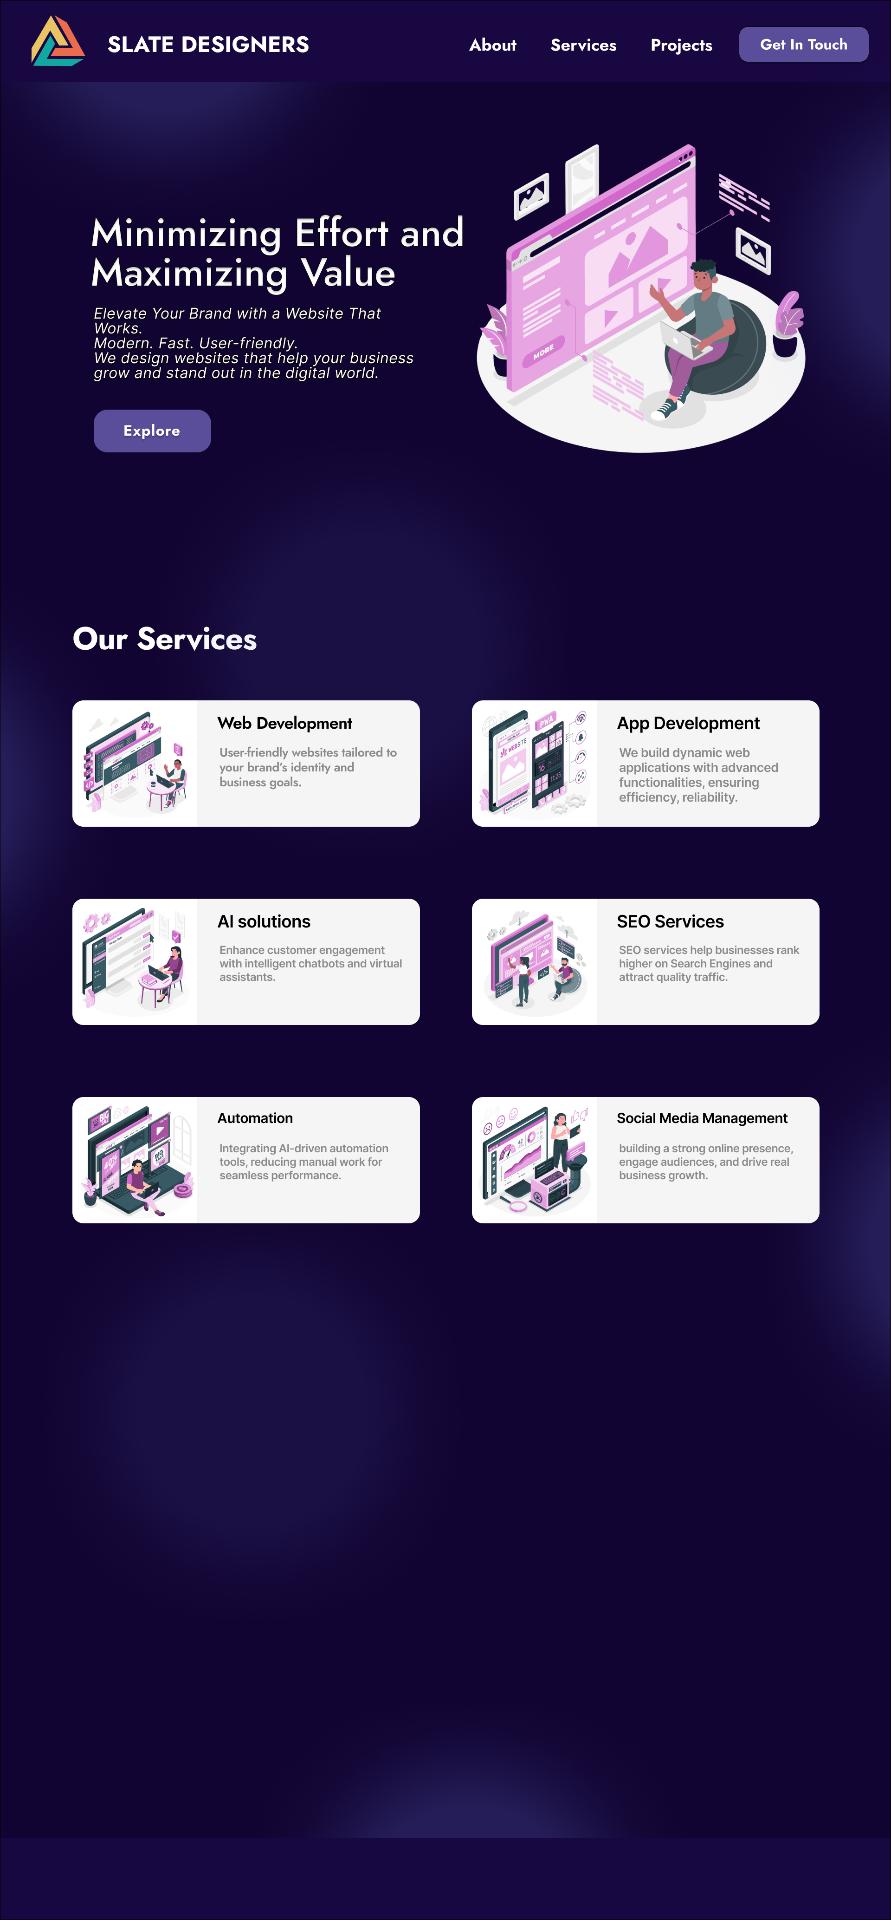 SLATE DESIGNERS
About
Services
Projects
Get In Touch
Minimizing Effort and
Maximizing Value
Elevate Your Brand with a Website That
Works.
Modern. Fast. User-friendly.
We design websites that help your business
grow and stand out in the digital world.
MORE
Explore
Our Services
Web Development
User-friendly websites tailored to
your brand's identity and
business goals.
PWA
WEBSITE
App Development
We build dynamic web
applications with advanced
functionalities, ensuring
efficiency, reliability.
AI solutions
Enhance customer engagement
with intelligent chatbots and virtual
assistants.
SEO Services
SEO services help businesses rank
higher on Search Engines and
attract quality traffic.
Automation
Integrating AI-driven automation
tools, reducing manual work for
seamless performance.
Social Media Management
building a strong online presence,
engage audiences, and drive real
business growth.